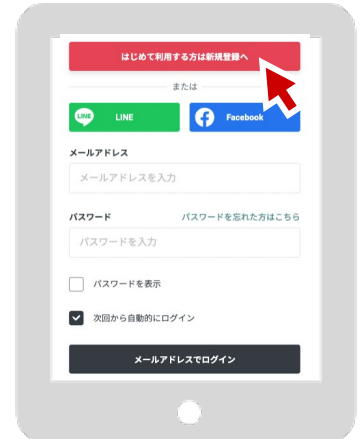 はじめて利用する方は新規登録へ
または
LINE LINE
Facebook
メールアドレス
メールアドレスを入力
パスワード パスワードを忘れた方はこちら
パスワードを入力
パスワードを表示
次回から自動的にログイン
メールアドレスでログイン